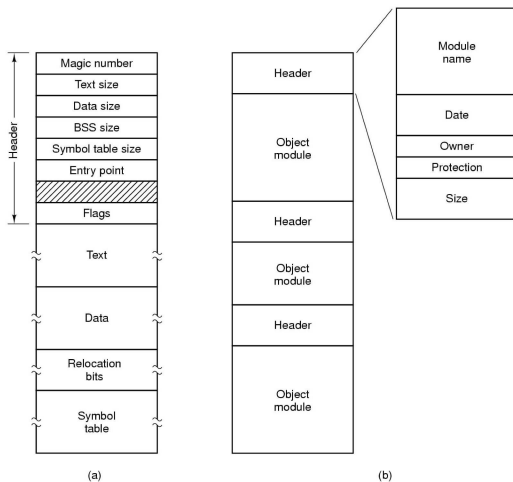 Header
Magic number
Text size
Data size
BSS size
Symbol table size
Entry point
Flags
Text
Data
Relocation
bits
Symbol
table
(a)
Header
Object
module
Header
Object
module
Header
Object
module
(b)
Module
name
Date
Owner
Protection
Size